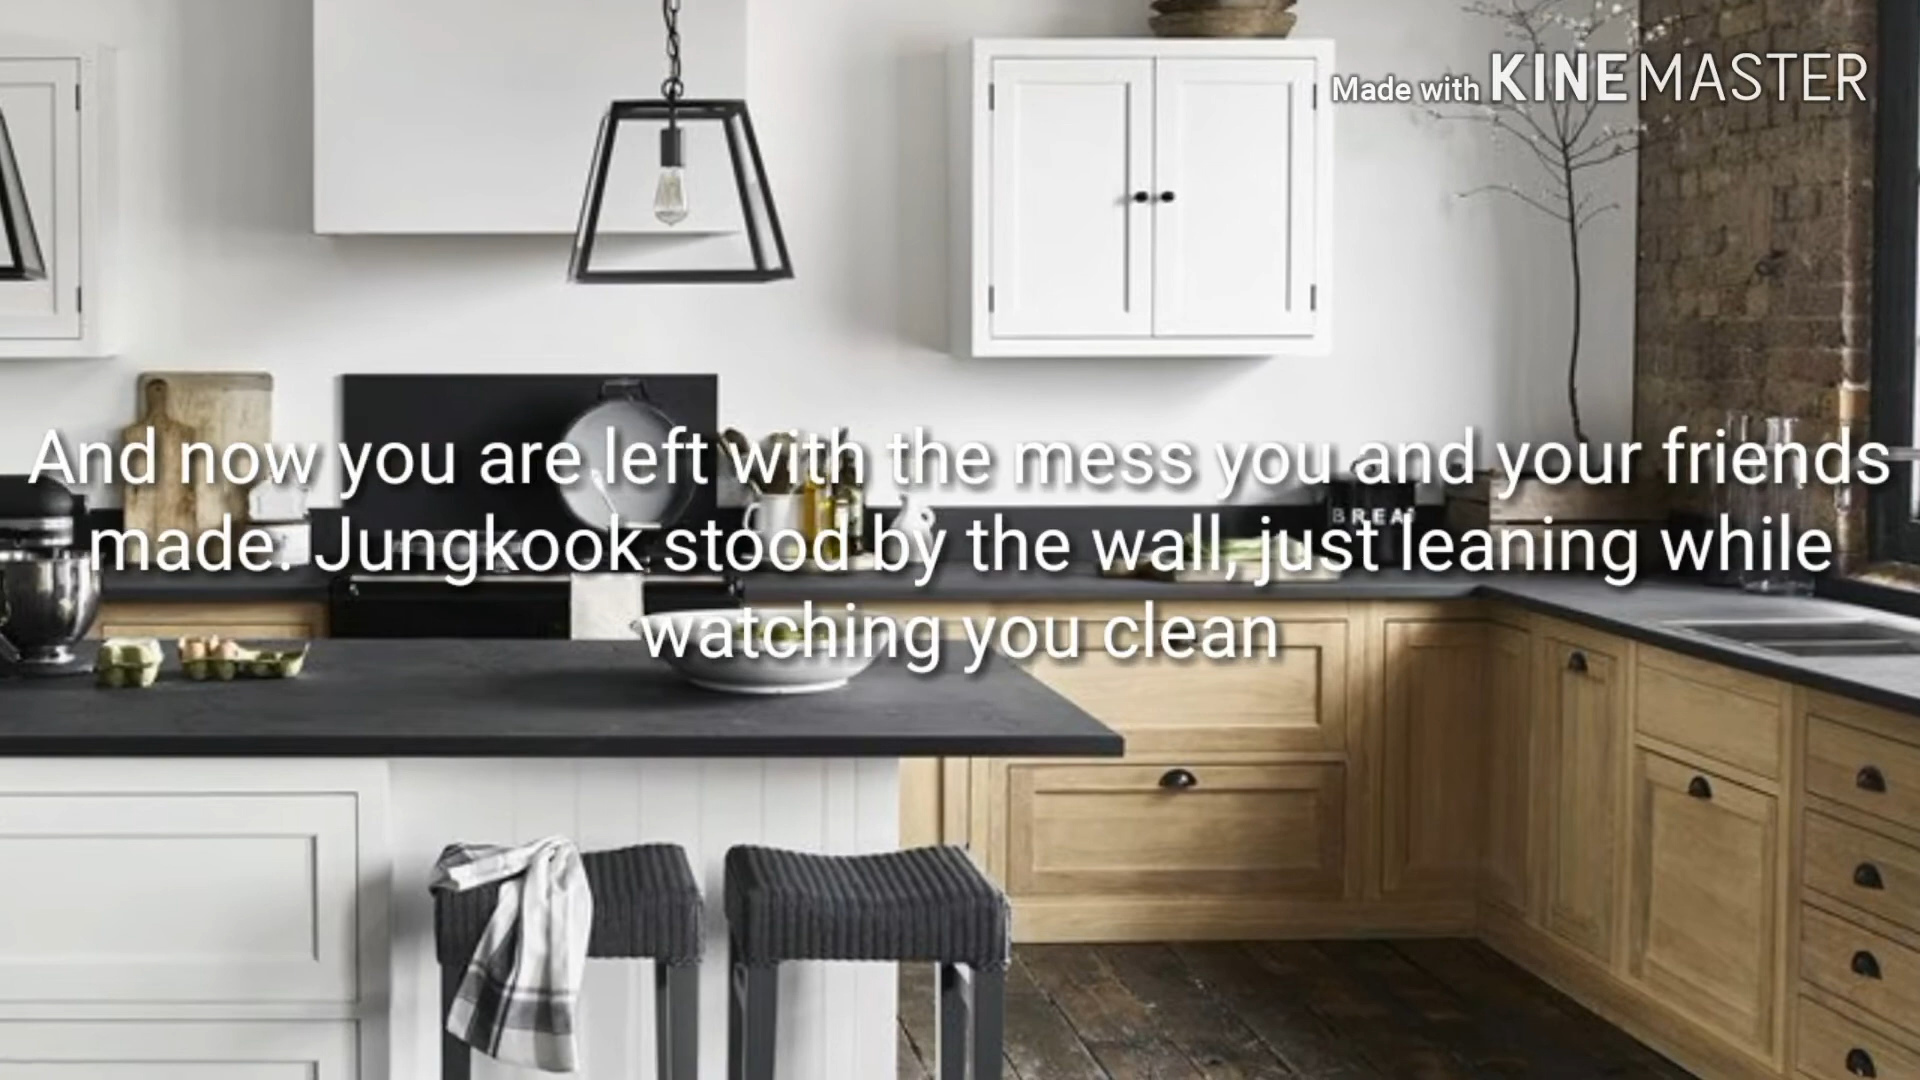 Made with KINEMASTER
And now you are left with the mess you and your friends
made. Jungkook stood by the wall, just leaning while
watching you clean
BREAD